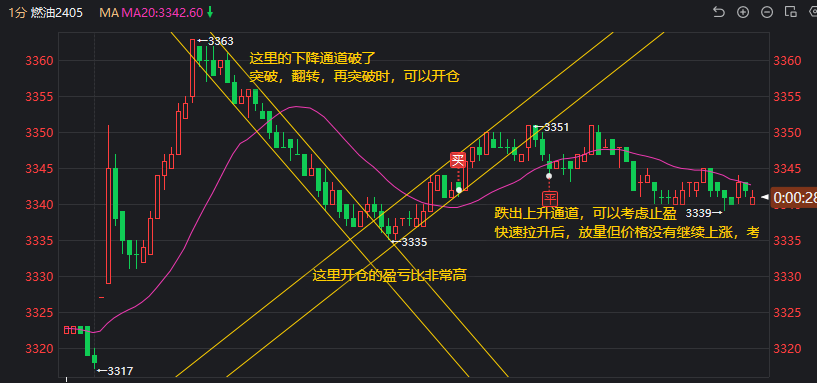 1分 燃油2405 MA MA20:3342.60
3363
这里的下降通道破了
突破，翻转，再突破时，可以开仓
3360 3360
3355 3355
3350 3351 3350
买
3345 3345
平
3340 3339 0:00:28
跌出上升通道，可以考虑止盈
快速拉升后，放量但价格没有继续上涨，考
3335 3335 3335
这里开仓的盈亏比非常高
3330 3330
3325 3325
3320 3320
3317